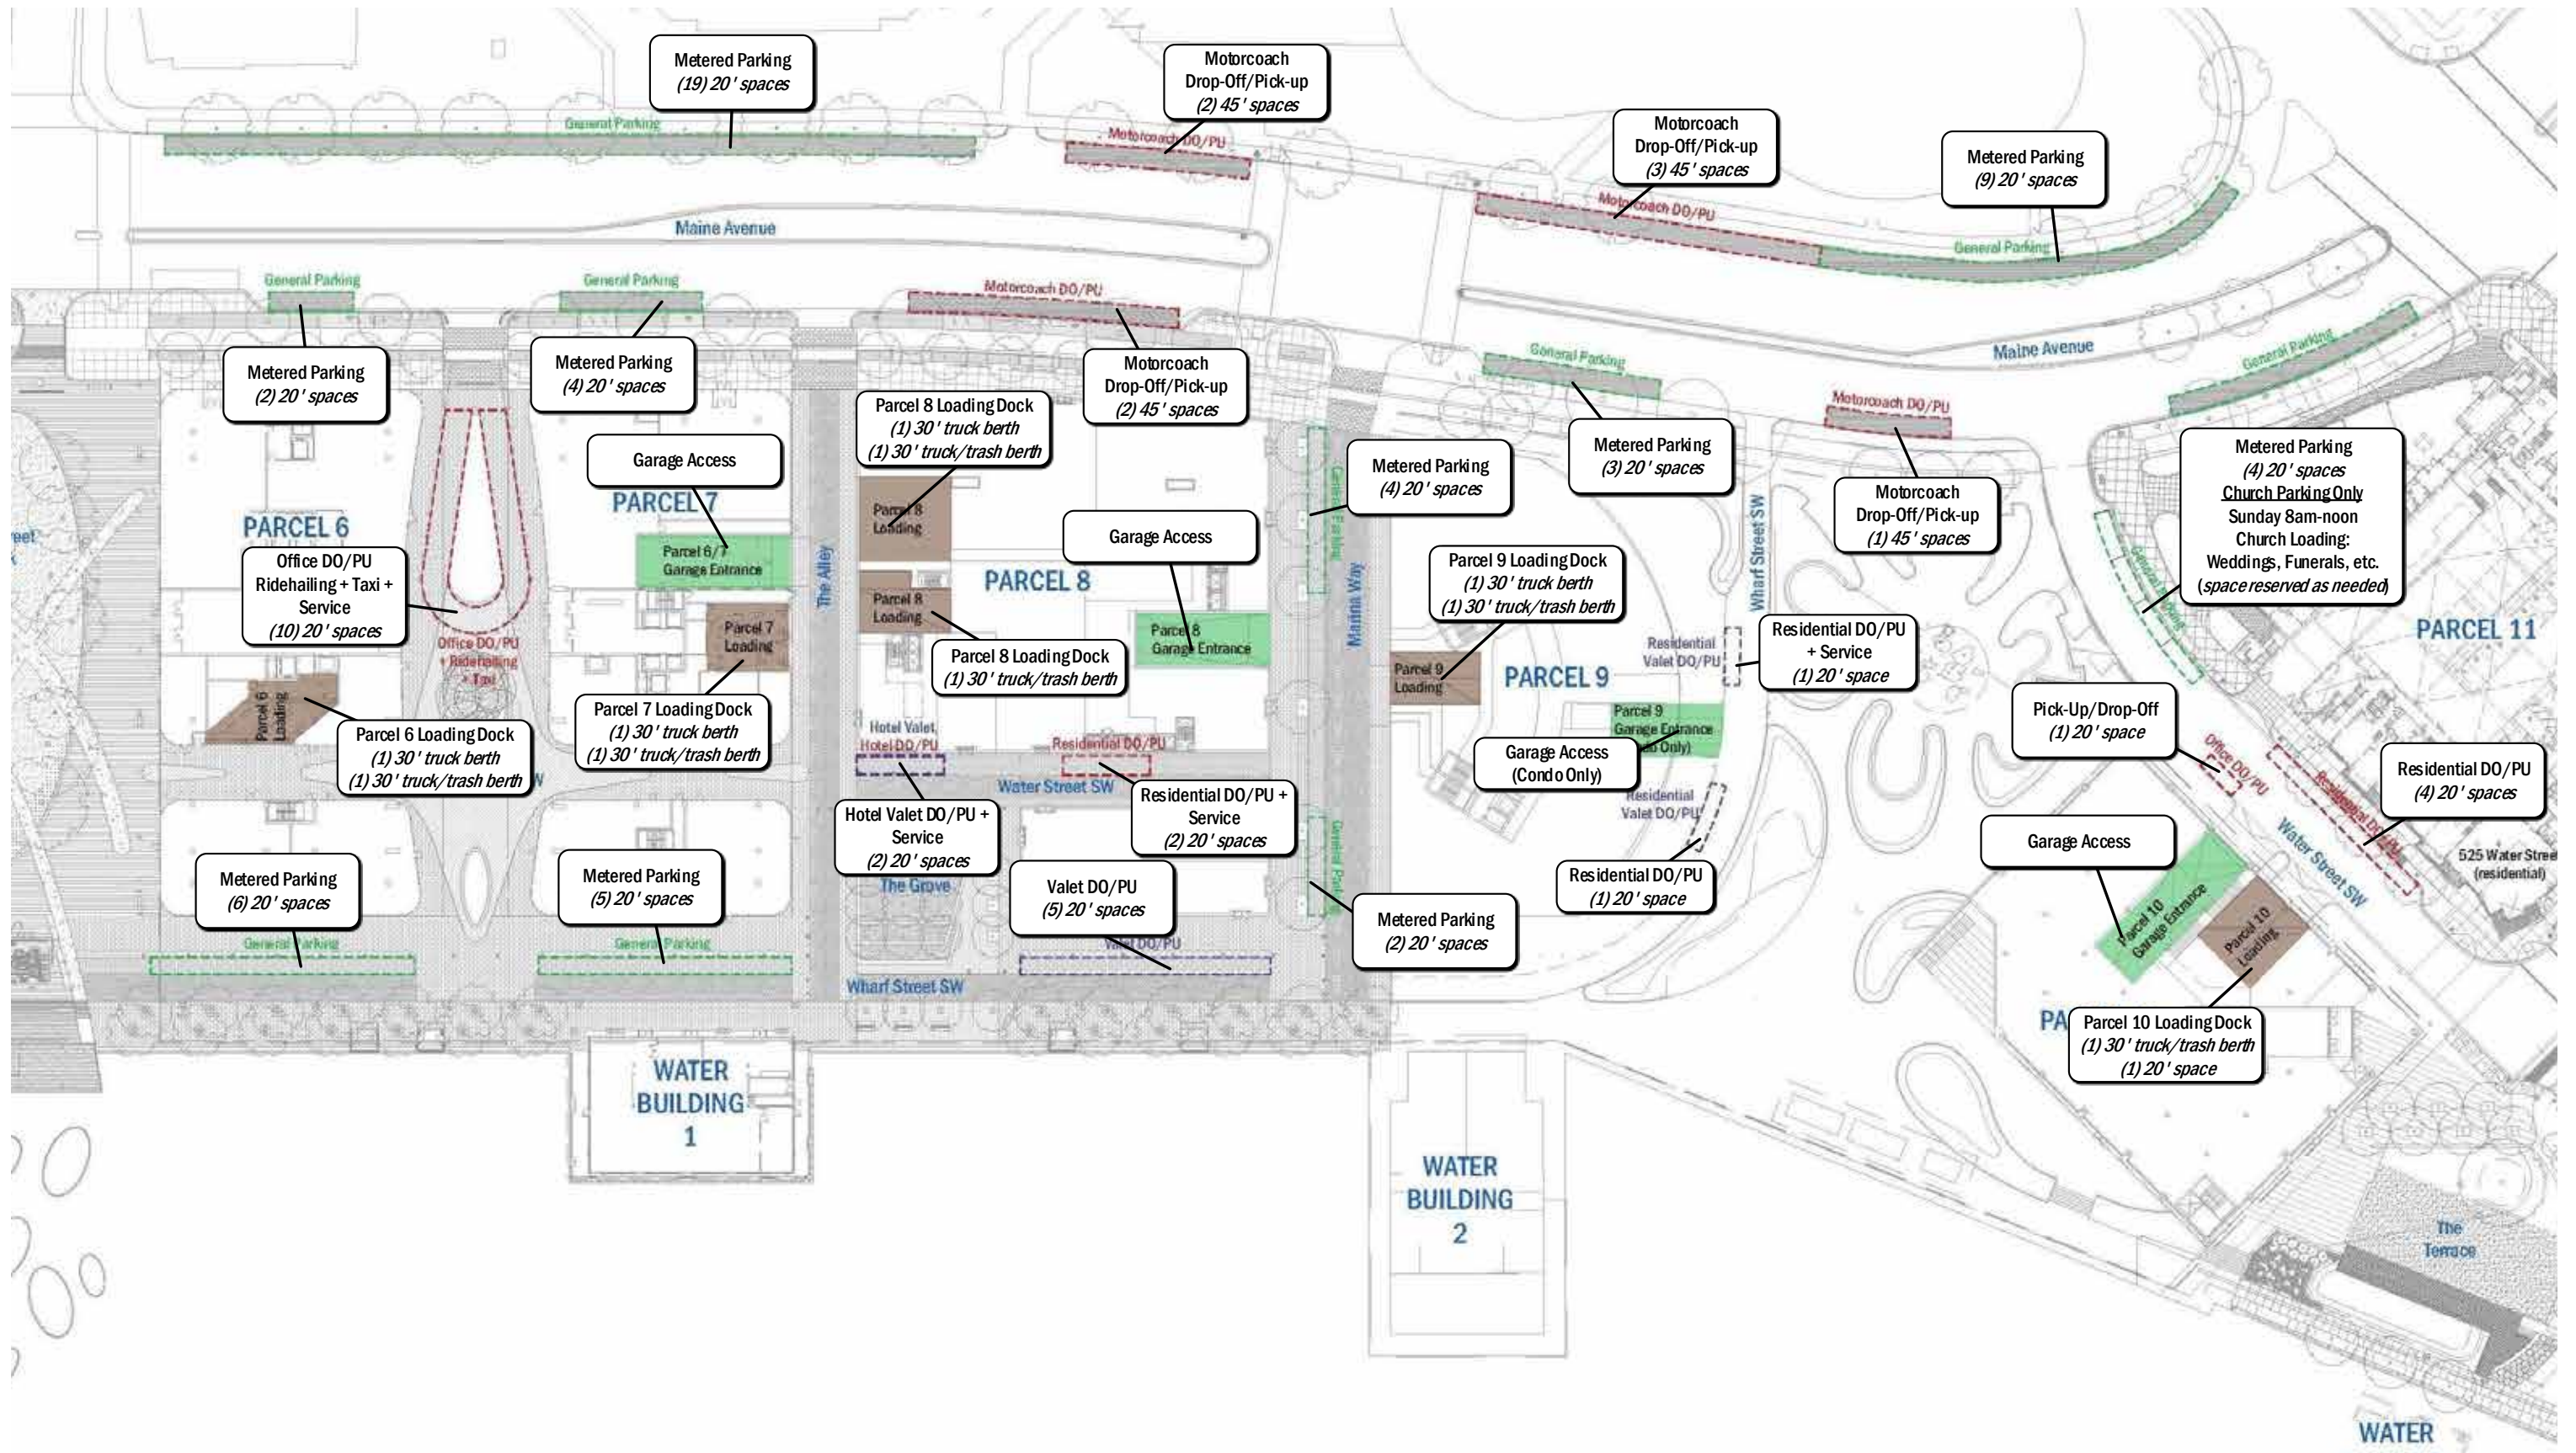 Metered Parking
(19) 20' spaces
General Parking
Motorcoach
Drop-Off/Pick-up
(2) 45' spaces
Motorcoach DO/PU
Motorcoach
Drop-Off/Pick-up
(3) 45' spaces
Motorcoach DO/PU
Metered Parking
(9) 20' spaces
General Parking
Maine Avenue
General Parking
General Parking
Motorcoach DO/PU
Metered Parking
(2) 20' spaces
Metered Parking
(4) 20' spaces
Motorcoach
Drop-Off/Pick-up
(2) 45' spaces
General Parking
Maine Avenue
General Parking
Metered Parking
(3) 20' spaces
Motorcoach DO/PU
Motorcoach
Drop-Off/Pick-up
(1) 45' spaces
Metered Parking
(4) 20' spaces
Church Parking Only
Sunday 8am-noon
Church Loading:
Weddings, Funerals, etc.
(space reserved as needed)
General Parking
Parcel 8 Loading Dock
(1) 30' truck berth
(1) 30' truck/trash berth
Garage Access
PARCEL 7
PARCEL 6
Parcel 8
Loading
Garage Access
Metered Parking
(4) 20' spaces
General Parking
Office DO/PU
Ridehailing + Taxi +
Service
(10) 20' spaces
Parcel 6/7
Garage Entrance
The Alley
PARCEL 8
Parcel 8
Loading
Parcel 8
Garage Entrance
Marina Way
Parcel 9 Loading Dock
(1) 30' truck berth
(1) 30' truck/trash berth
Wharf Street SW
PARCEL 11
Office DO/PU
+ Ridehailing
+ Taxi
Parcel 7
Loading
Parcel 8 Loading Dock
(1) 30' truck/trash berth
Parcel 9
Loading
PARCEL 9
Residential
Valet DO/PU
Residential DO/PU
+ Service
(1) 20' space
Parcel 6
Loading
Parcel 6 Loading Dock
(1) 30' truck berth
(1) 30' truck/trash berth
Parcel 7 Loading Dock
(1) 30' truck berth
(1) 30' truck/trash berth
Hotel Valet,
Hotel DO/PU
Residential DO/PU
Water Street SW
Parcel 9
Garage Entrance
Garage Access
(Condo Only)
Residential
Valet DO/PU
Pick-Up/Drop-Off
(1) 20' space
Office DO/PU
Residential DO/PU
Residential DO/PU
(4) 20' spaces
Hotel Valet DO/PU +
Service
(2) 20' spaces
Residential DO/PU +
Service
(2) 20' spaces
General Parking
Residential DO/PU
(1) 20' space
Garage Access
Water Street SW
525 Water Stree
(residential)
Metered Parking
(6) 20' spaces
Metered Parking
(5) 20' spaces
The Grove
Valet DO/PU
(5) 20' spaces
Metered Parking
(2) 20' spaces
Parcel 10
Garage Entrance
Parcel 10
Loading
General Parking
General Parking
Valet DO/PU
Wharf Street SW
PA
Parcel 10 Loading Dock
(1) 30' truck/trash berth
(1) 20' space
WATER
BUILDING
1
WATER
BUILDING
2
The
Terrace
WATER